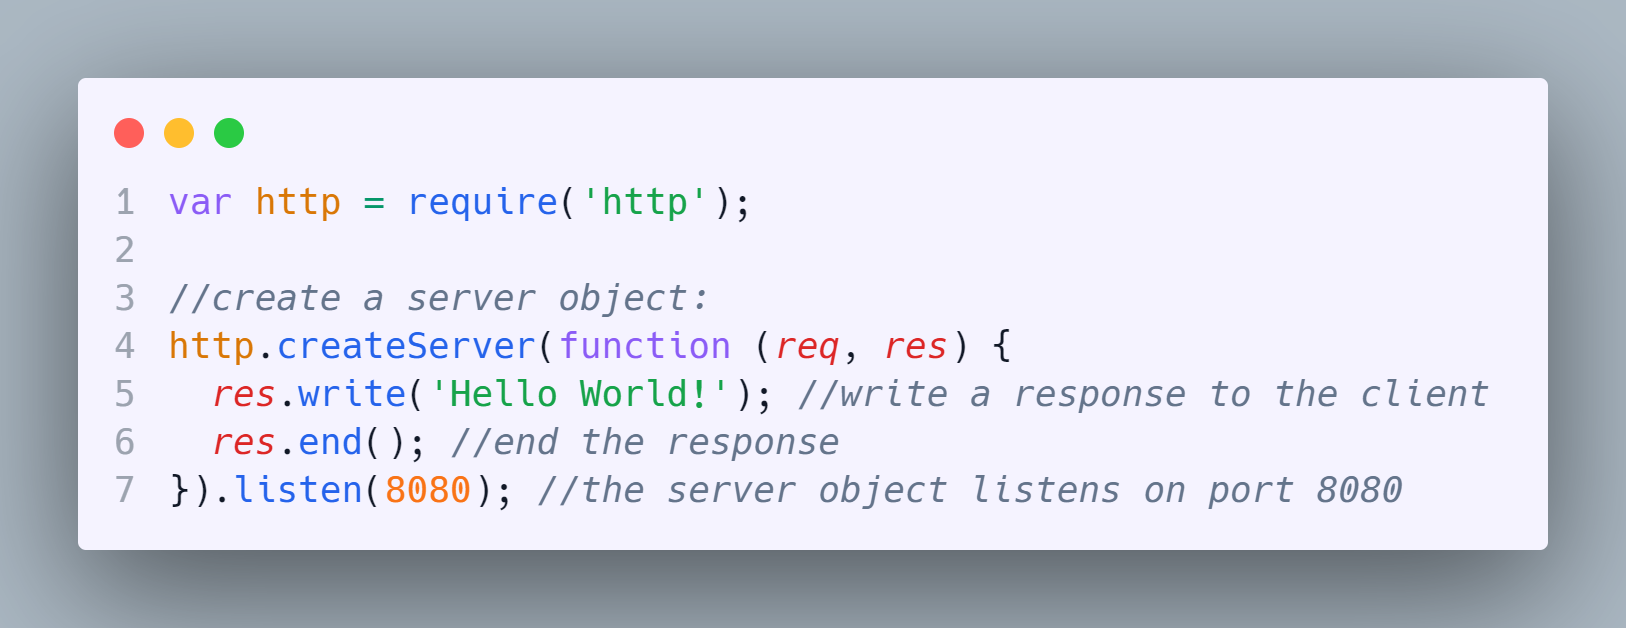 1 var http = require('http');
2
3 //create a server object:
4 http.createServer(function (req, res) {
5   res.write('Hello World!'); //write a response to the client
6   res.end(); //end the response
7 }).listen(8080); //the server object listens on port 8080